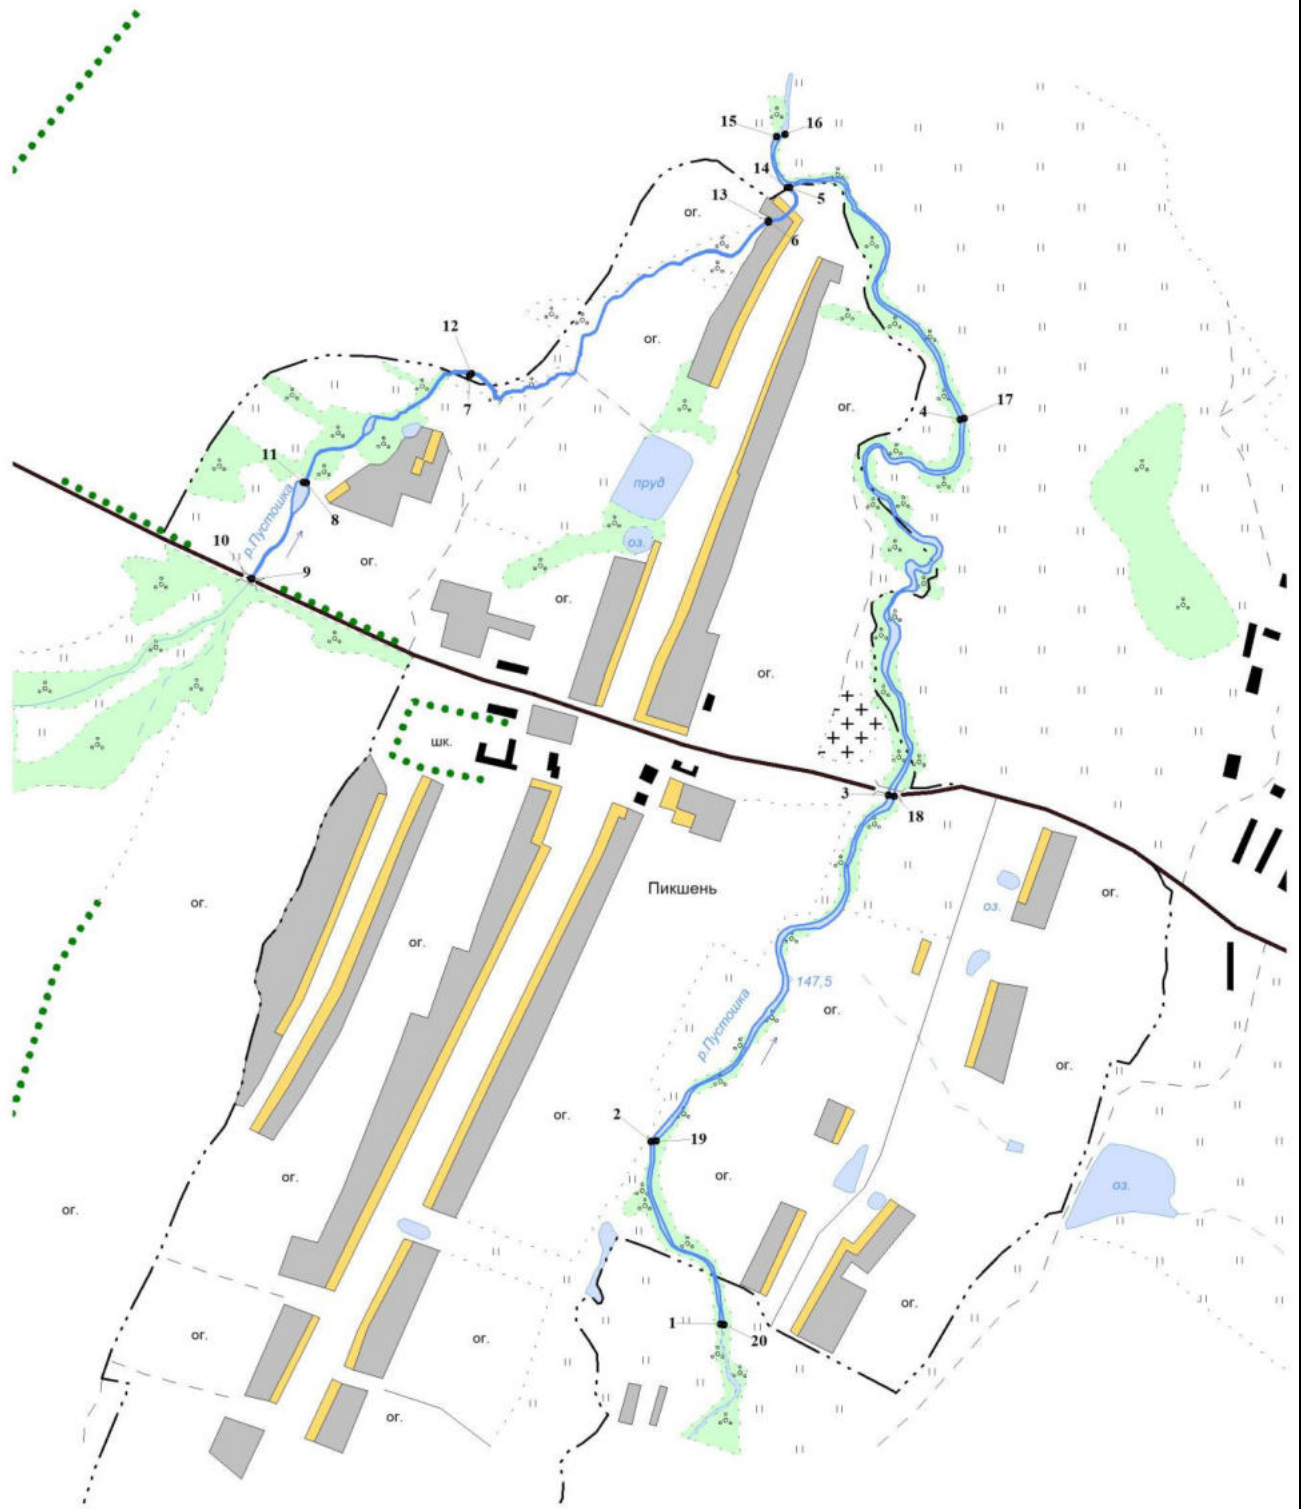 15
16
14
5
13
ог.
6
12
ог.
7
4
17
ог.
11
пруд
р.Пустошка
8
10
оз.
9
ог.
ог.
ог.
шк.
3
18
Пикшень
ог.
ог.
оз.
ог.
147,5
р.Пустошка
ог.
ог.
ог.
2
19
ог.
ог.
оз.
ог.
ог.
1
20
ог.
ог.
ог.